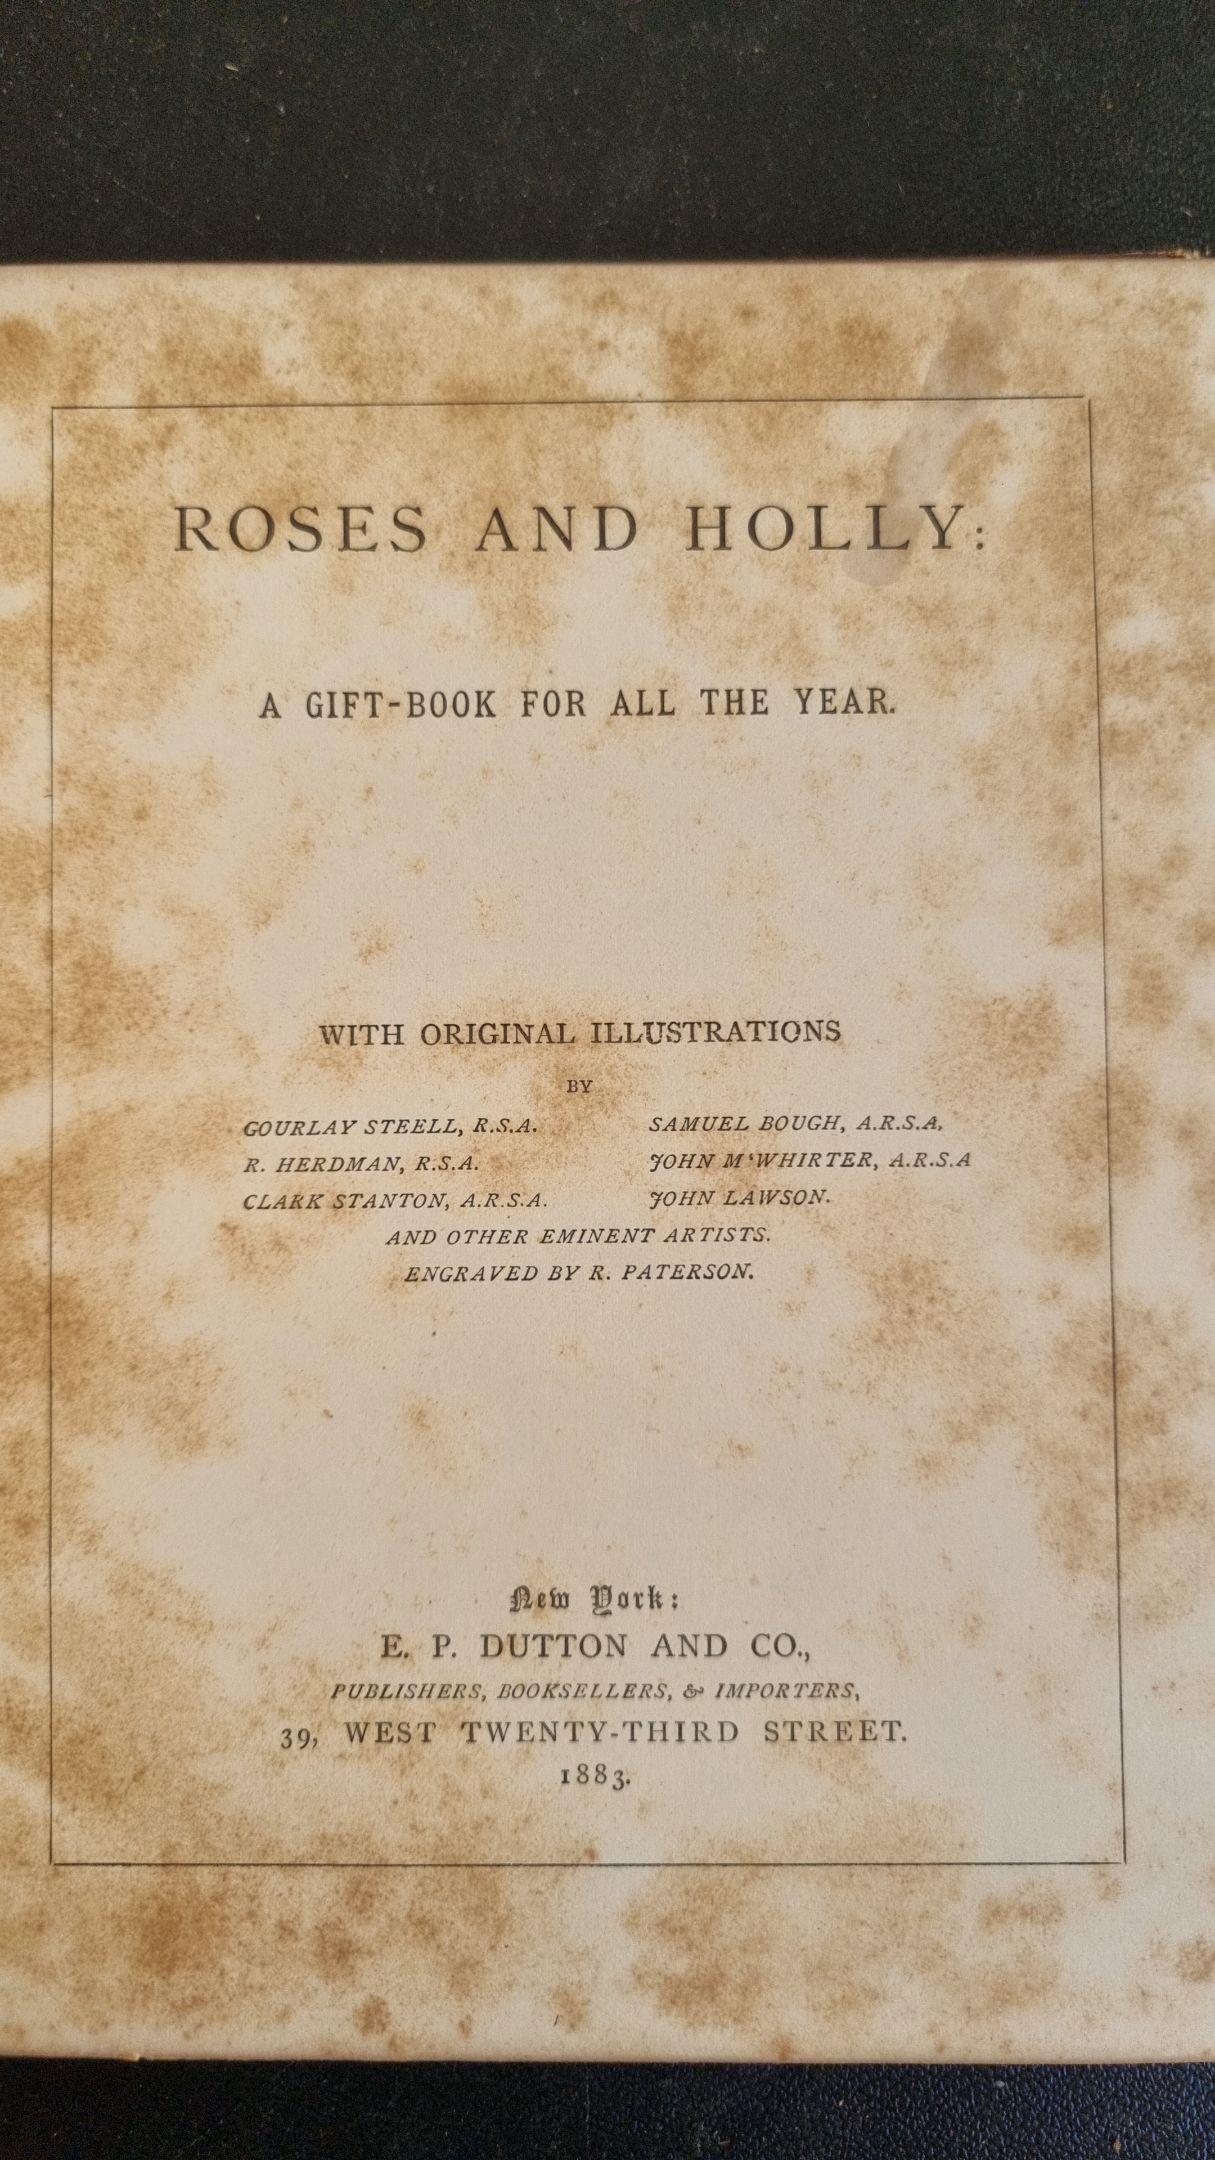 ROSES AND HOLLY:
A GIFT-BOOK FOR ALL THE YEAR.
WITH ORIGINAL ILLUSTRATIONS
BY
GOURLAY STEELL, R.S.A. SAMUEL BOUGH, A.R.S.A.
R. HERDMAN, R.S.A. JOHN M‘WHIRTER, A.R.S.A
CLARK STANTON, A.R.S.A. JOHN LAWSON.
AND OTHER EMINENT ARTISTS.
ENGRAVED BY R. PATERSON.
New York:
E. P. DUTTON AND CO.,
PUBLISHERS, BOOKSELLERS, & IMPORTERS,
39, WEST TWENTY-THIRD STREET.
1883.